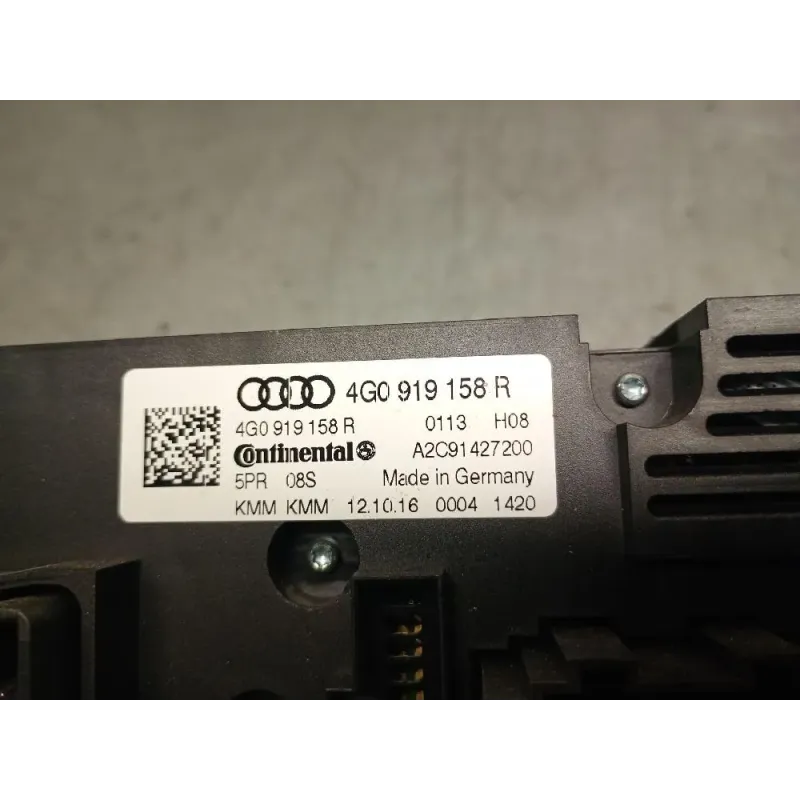 4G0 919 158 R
4G0 919 158 R 0113 H08
Continental A2C91427200
5PR 08S Made in Germany
KMM KMM 12.10.16 0004 1420